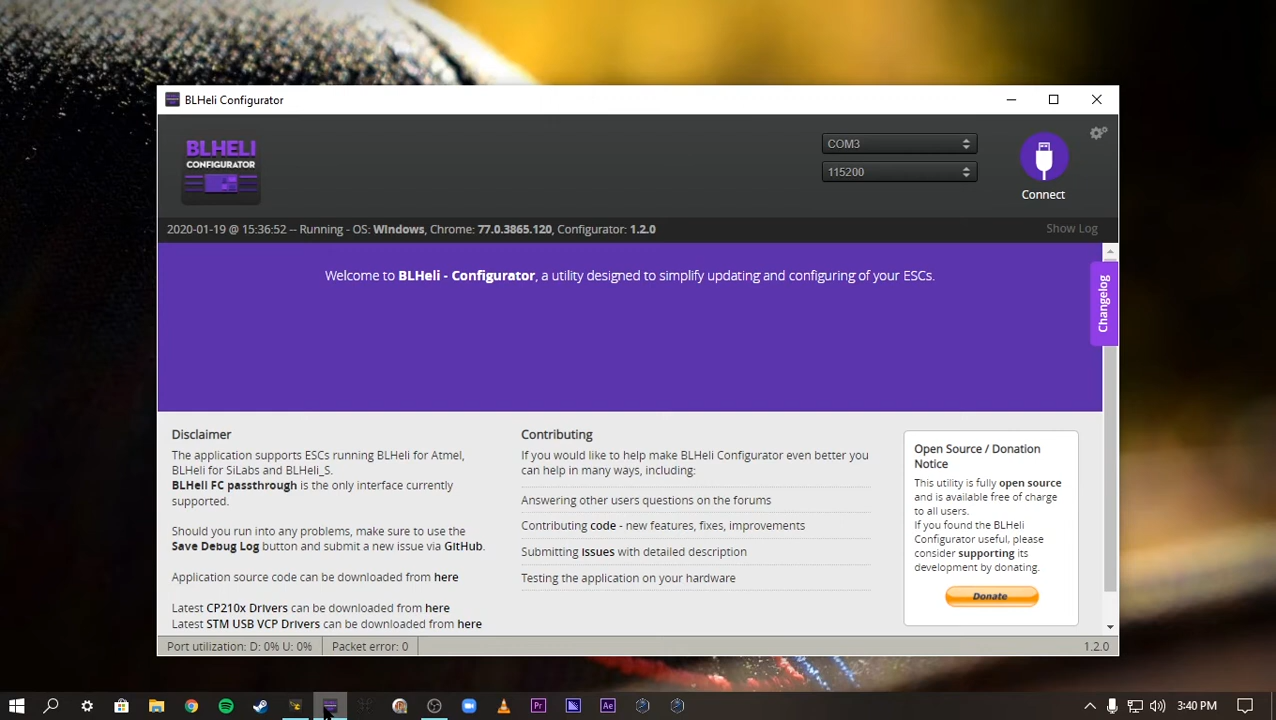 BLHeli Configurator
BLHELI
CONFIGURATOR
COM3
115200
Connect
2020-01-19 @ 15:36:52 -- Running - OS: Windows, Chrome: 77.0.3865.120, Configurator: 1.2.0
Show Log
Welcome to BLHeli - Configurator, a utility designed to simplify updating and configuring of your ESCs.
Changelog
Disclaimer
The application supports ESCs running BLHeli for Atmel,
BLHeli for SiLabs and BLHeli_S.
BLHeli FC passthrough is the only interface currently
supported.
Should you run into any problems, make sure to use the
Save Debug Log button and submit a new issue via GitHub.
Application source code can be downloaded from here
Latest CP210x Drivers can be downloaded from here
Latest STM USB VCP Drivers can be downloaded from here
Contributing
If you would like to help make BLHeli Configurator even better you
can help in many ways, including:
Answering other users questions on the forums
Contributing code - new features, fixes, improvements
Submitting issues with detailed description
Testing the application on your hardware
Open Source / Donation
Notice
This utility is fully open source
and is available free of charge
to all users.
If you found the BLHeli
Configurator useful, please
consider supporting its
development by donating.
Donate
Port utilization: D: 0% U: 0%
Packet error: 0
1.2.0
Pr
Ae
3:40 PM